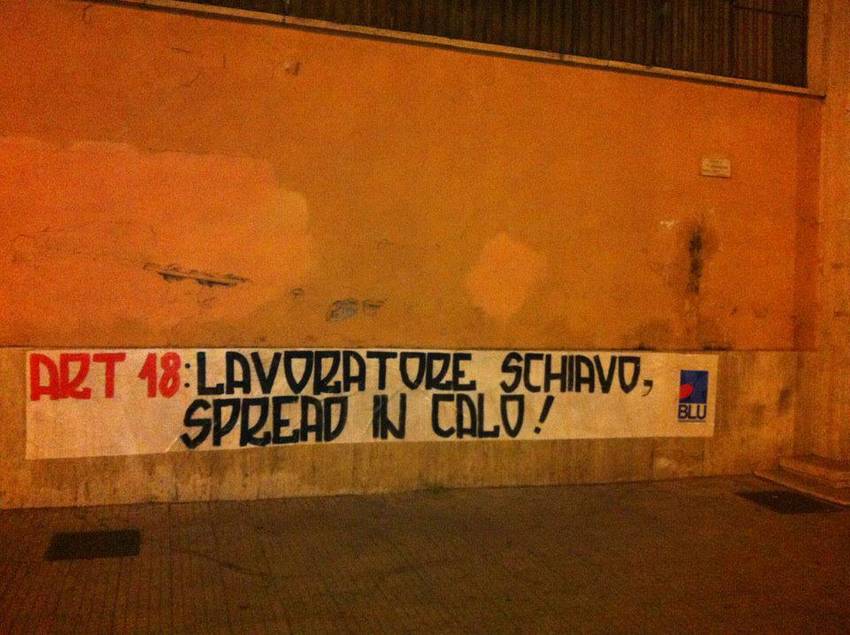 ART 18: LAVORATORE SCHIAVO,
SPREAD IN CALO!
BLU